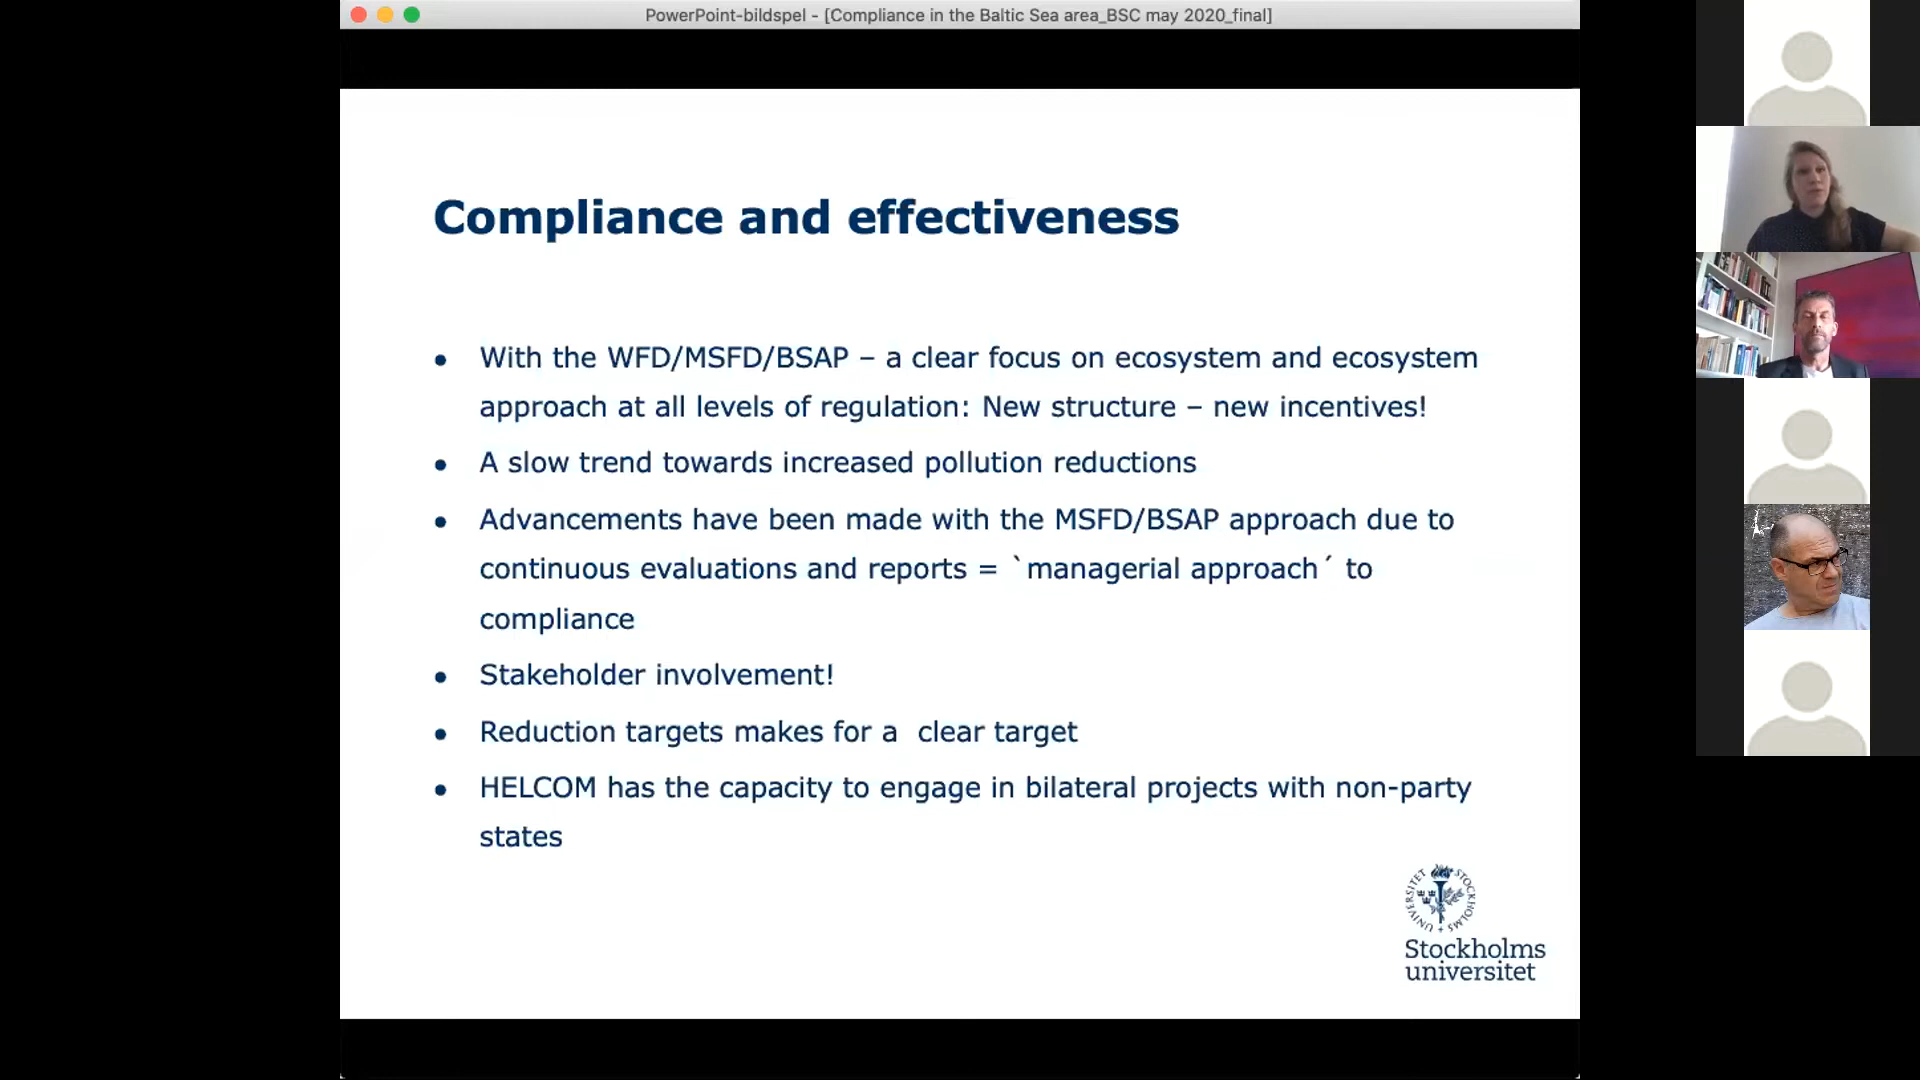 PowerPoint-bildspel - [Compliance in the Baltic Sea area_BSC may 2020_final]
Compliance and effectiveness
• With the WFD/MSFD/BSAP – a clear focus on ecosystem and ecosystem
approach at all levels of regulation: New structure – new incentives!
• A slow trend towards increased pollution reductions
• Advancements have been made with the MSFD/BSAP approach due to
continuous evaluations and reports = `managerial approach´ to
compliance
• Stakeholder involvement!
• Reduction targets makes for a  clear target
• HELCOM has the capacity to engage in bilateral projects with non-party
states
STOCKHOLMS UNIVERSITET
Stockholms
universitet